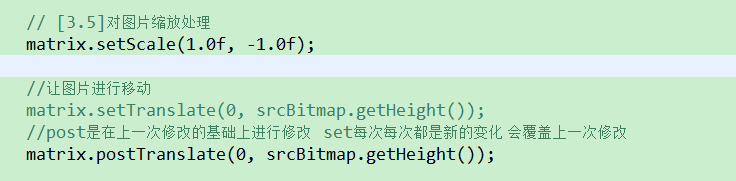 // [3.5]对图片缩放处理
matrix.setScale(1.0f, -1.0f);
//让图片进行移动
matrix.setTranslate(0, srcBitmap.getHeight());
//post是在上一次修改的基础上进行修改 set每次每次都是新的变化 会覆盖上一次修改
matrix.postTranslate(0, srcBitmap.getHeight());